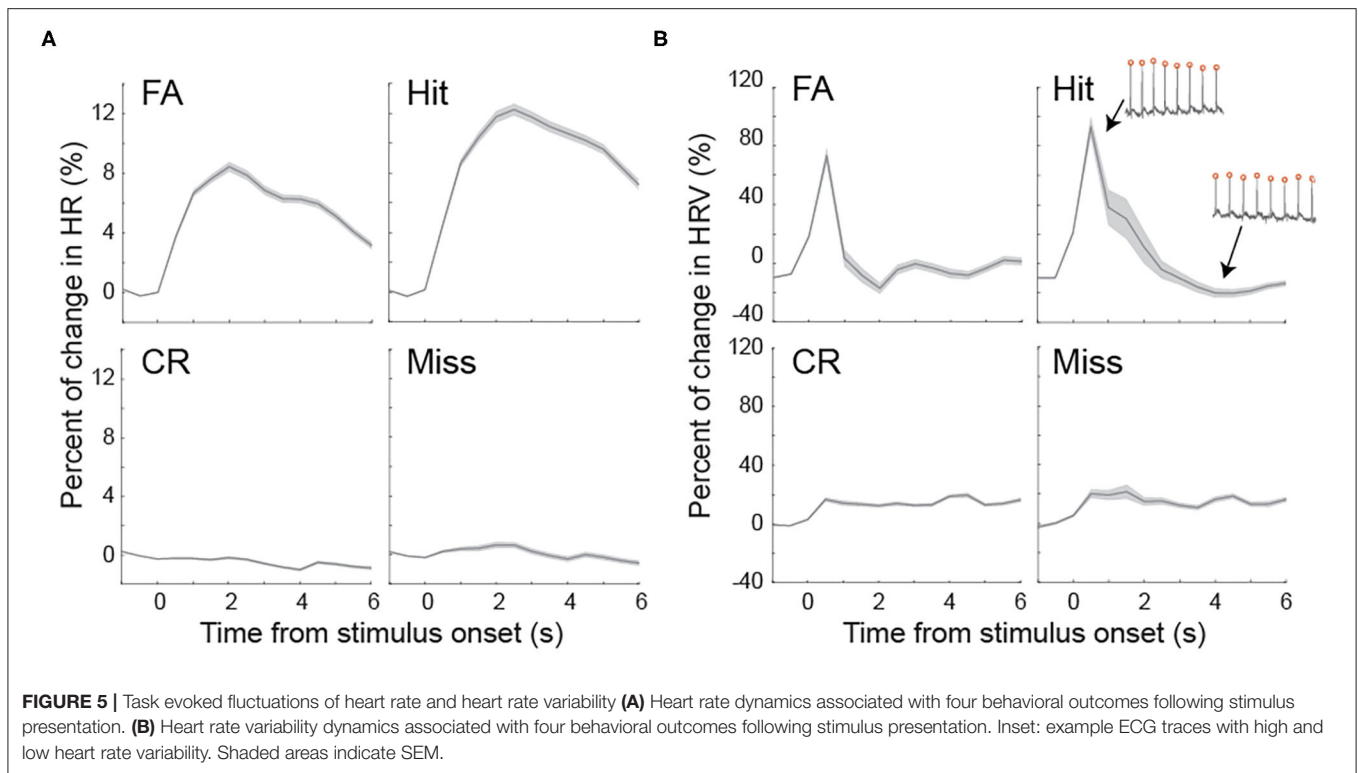 A
B
FA
Hit
12
8
4
0
CR
Miss
12
8
4
0
0 2 4 6
0 2 4 6
Percent of change in HR (%)
Time from stimulus onset (s)
FA
Hit
120
80
40
0
-40
CR
Miss
120
80
40
0
-40
0 2 4 6
0 2 4 6
Percent of change in HRV (%)
Time from stimulus onset (s)
FIGURE 5 | Task evoked fluctuations of heart rate and heart rate variability (A) Heart rate dynamics associated with four behavioral outcomes following stimulus
presentation. (B) Heart rate variability dynamics associated with four behavioral outcomes following stimulus presentation. Inset: example ECG traces with high and
low heart rate variability. Shaded areas indicate SEM.